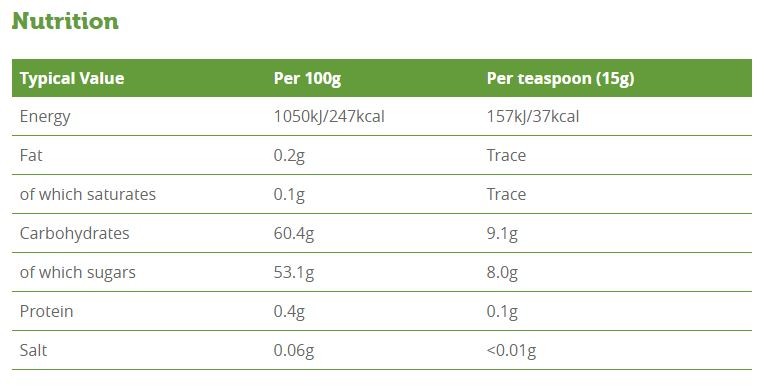 Nutrition
Typical Value Per 100g Per teaspoon (15g)
Energy 1050kJ/247kcal 157kJ/37kcal
Fat 0.2g Trace
of which saturates 0.1g Trace
Carbohydrates 60.4g 9.1g
of which sugars 53.1g 8.0g
Protein 0.4g 0.1g
Salt 0.06g <0.01g